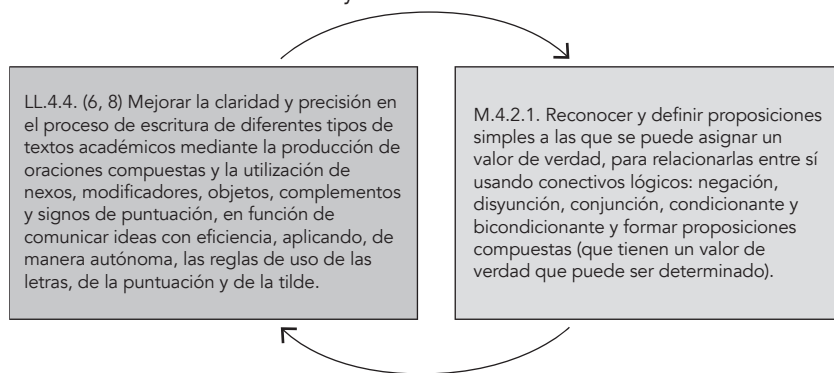 LL.4.4. (6, 8) Mejorar la claridad y precisión en
el proceso de escritura de diferentes tipos de
textos académicos mediante la producción de
oraciones compuestas y la utilización de
nexos, modificadores, objetos, complementos
y signos de puntuación, en función de
comunicar ideas con eficiencia, aplicando, de
manera autónoma, las reglas de uso de las
letras, de la puntuación y de la tilde.
M.4.2.1. Reconocer y definir proposiciones
simples a las que se puede asignar un
valor de verdad, para relacionarlas entre sí
usando conectivos lógicos: negación,
disyunción, conjunción, condicionante y
bicondicionante y formar proposiciones
compuestas (que tienen un valor de
verdad que puede ser determinado).